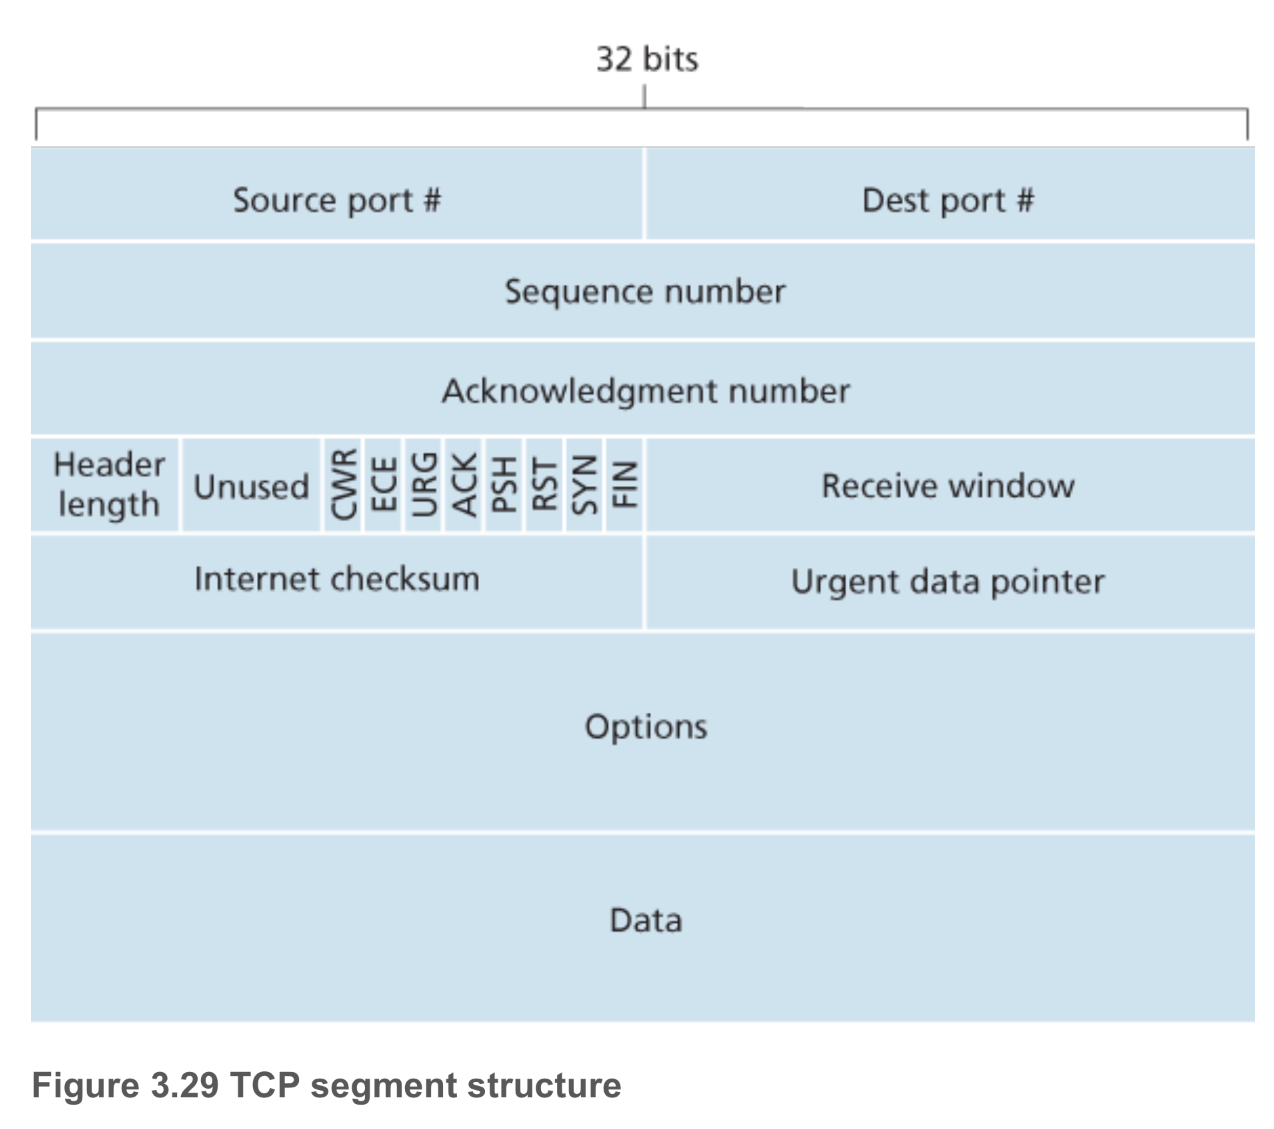 32 bits
Source port #
Dest port #
Sequence number
Acknowledgment number
Header
length
Unused
CWR
ECE
URG
ACK
PSH
RST
SYN
FIN
Receive window
Internet checksum
Urgent data pointer
Options
Data
Figure 3.29 TCP segment structure